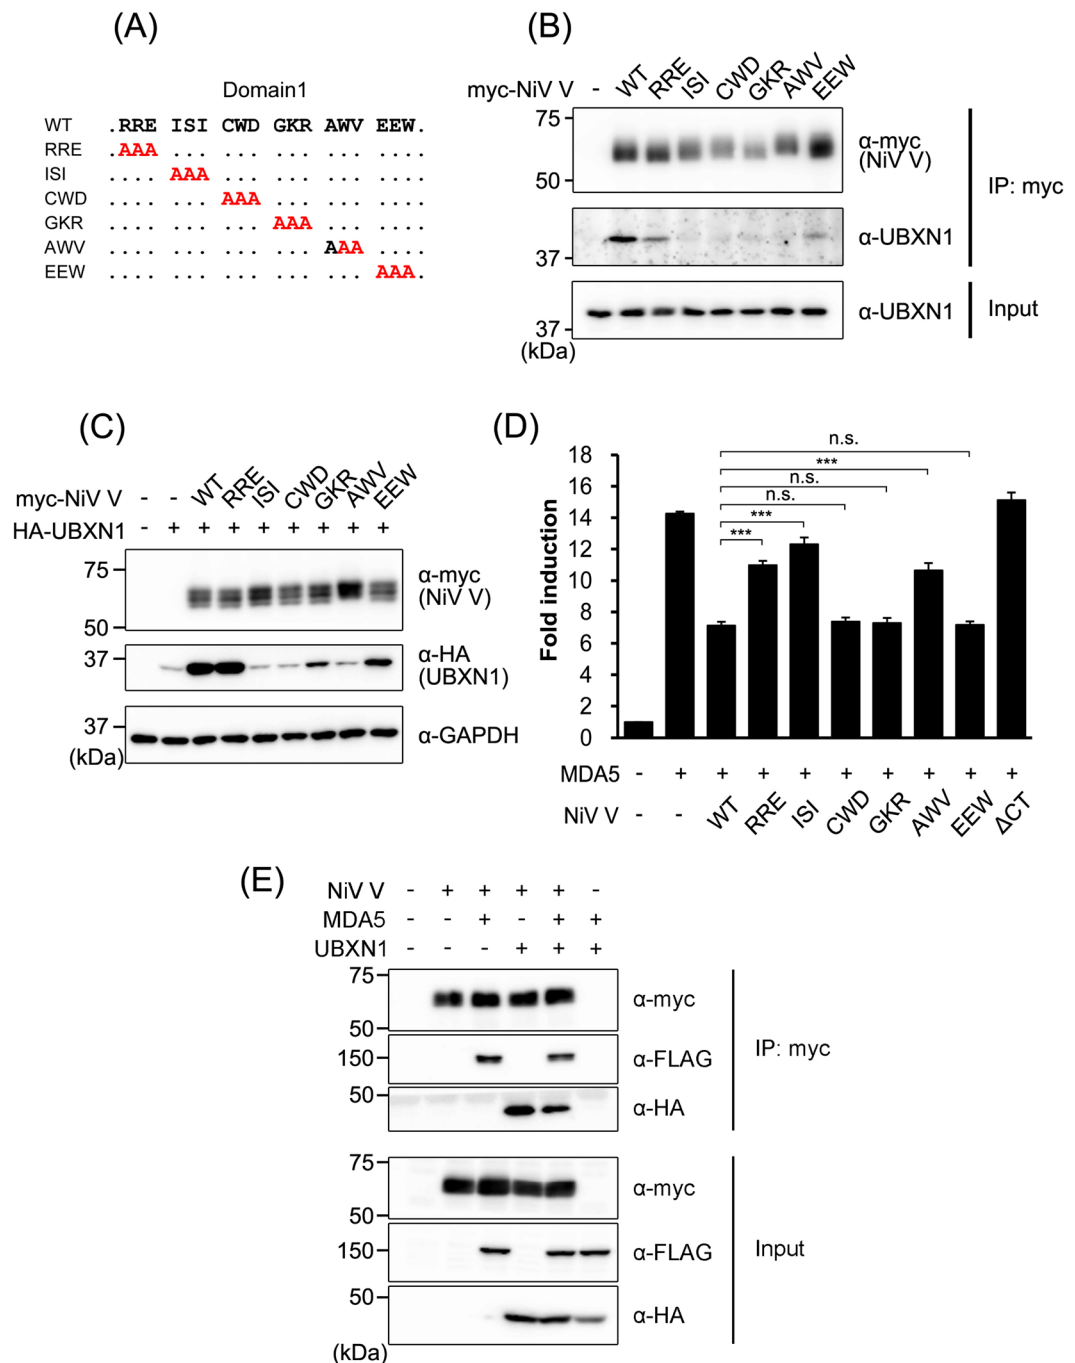 (A)
Domain1
WT .RRE ISI CWD GKR AWV EEW.
RRE .AAA ... ... ... ... ....
ISI .... AAA ... ... ... ....
CWD .... ... AAA ... ... ....
GKR .... ... ... AAA ... ....
AWV .... ... ... ... AAA ....
EEW .... ... ... ... ... AAA.
(B)
myc-NiV V - WT RRE ISI CWD GKR AWV EEW
75
50
α-myc
(NiV V)
37
α-UBXN1
IP: myc
37
(kDa)
α-UBXN1
Input
(C)
myc-NiV V - - WT RRE ISI CWD GKR AWV EEW
HA-UBXN1 - + + + + + + + +
75
50
α-myc
(NiV V)
37
α-HA
(UBXN1)
37
(kDa)
α-GAPDH
(D)
Fold induction
18
16
14
12
10
8
6
4
2
0
n.s.
***
n.s.
n.s.
***
***
MDA5 - + + + + + + + + +
NiV V - - WT RRE ISI CWD GKR AWV EEW ΔCT
(E)
NiV V - + + + + -
MDA5 - - + - + +
UBXN1 - - - + + +
75
50
α-myc
150
α-FLAG
50
α-HA
IP: myc
75
50
α-myc
150
α-FLAG
50
α-HA
Input
(kDa)